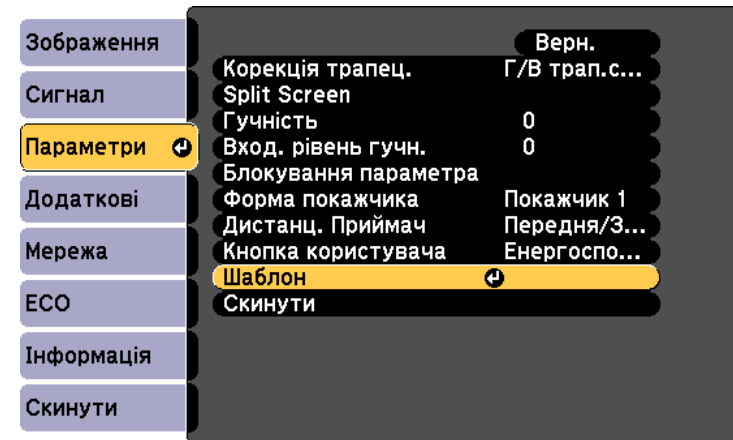 Зображення
Сигнал
Параметри
Додаткові
Мережа
ECO
Інформація
Скинути
Верн.
Корекція трапец. Г/В трап.с...
Split Screen
Гучність 0
Вход. рівень гучн. 0
Блокування параметра
Форма покажчика Покажчик 1
Дистанц. Приймач Передня/З...
Кнопка користувача Енергоспо...
Шаблон
Скинути